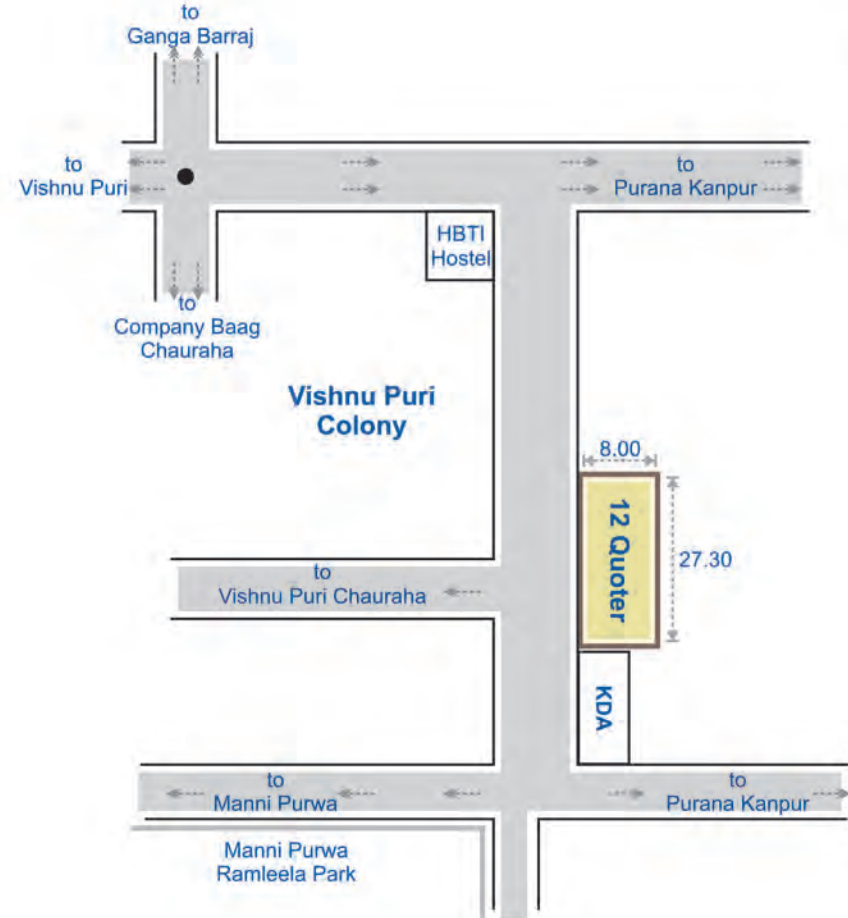 to
Ganga Barraj
to
Vishnu Puri
to
Purana Kanpur
HBTI
Hostel
to
Company Baag
Chauraha
Vishnu Puri
Colony
8.00
12 Quoter
27.30
to
Vishnu Puri Chauraha
KDA
to
Manni Purwa
to
Purana Kanpur
Manni Purwa
Ramleela Park